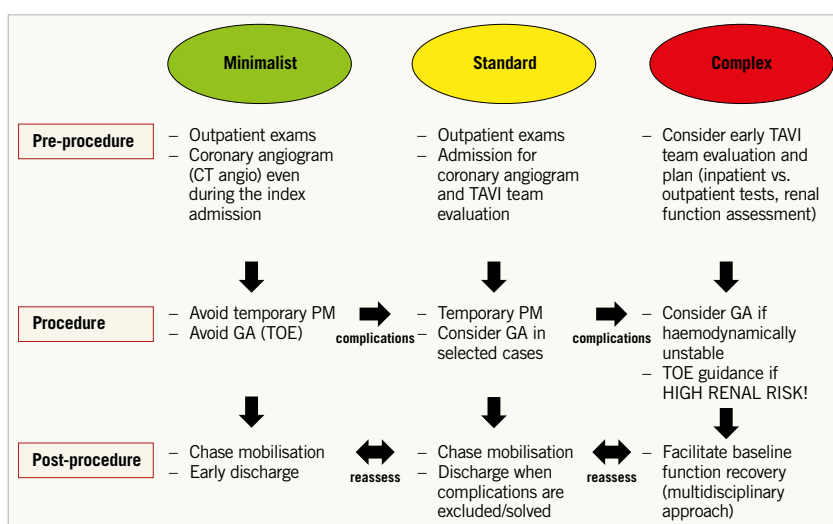 Minimalist
Standard
Complex
Pre-procedure
– Outpatient exams
– Coronary angiogram
(CT angio) even
during the index
admission
– Outpatient exams
– Admission for
coronary angiogram
and TAVI team
evaluation
– Consider early TAVI
team evaluation and
plan (inpatient vs.
outpatient tests, renal
function assessment)
Procedure
– Avoid temporary PM
– Avoid GA (TOE)
complications
– Temporary PM
– Consider GA in
selected cases
complications
– Consider GA if
haemodynamically
unstable
– TOE guidance if
HIGH RENAL RISK!
Post-procedure
– Chase mobilisation
– Early discharge
reassess
– Chase mobilisation
– Discharge when
complications are
excluded/solved
reassess
– Facilitate baseline
function recovery
(multidisciplinary
approach)